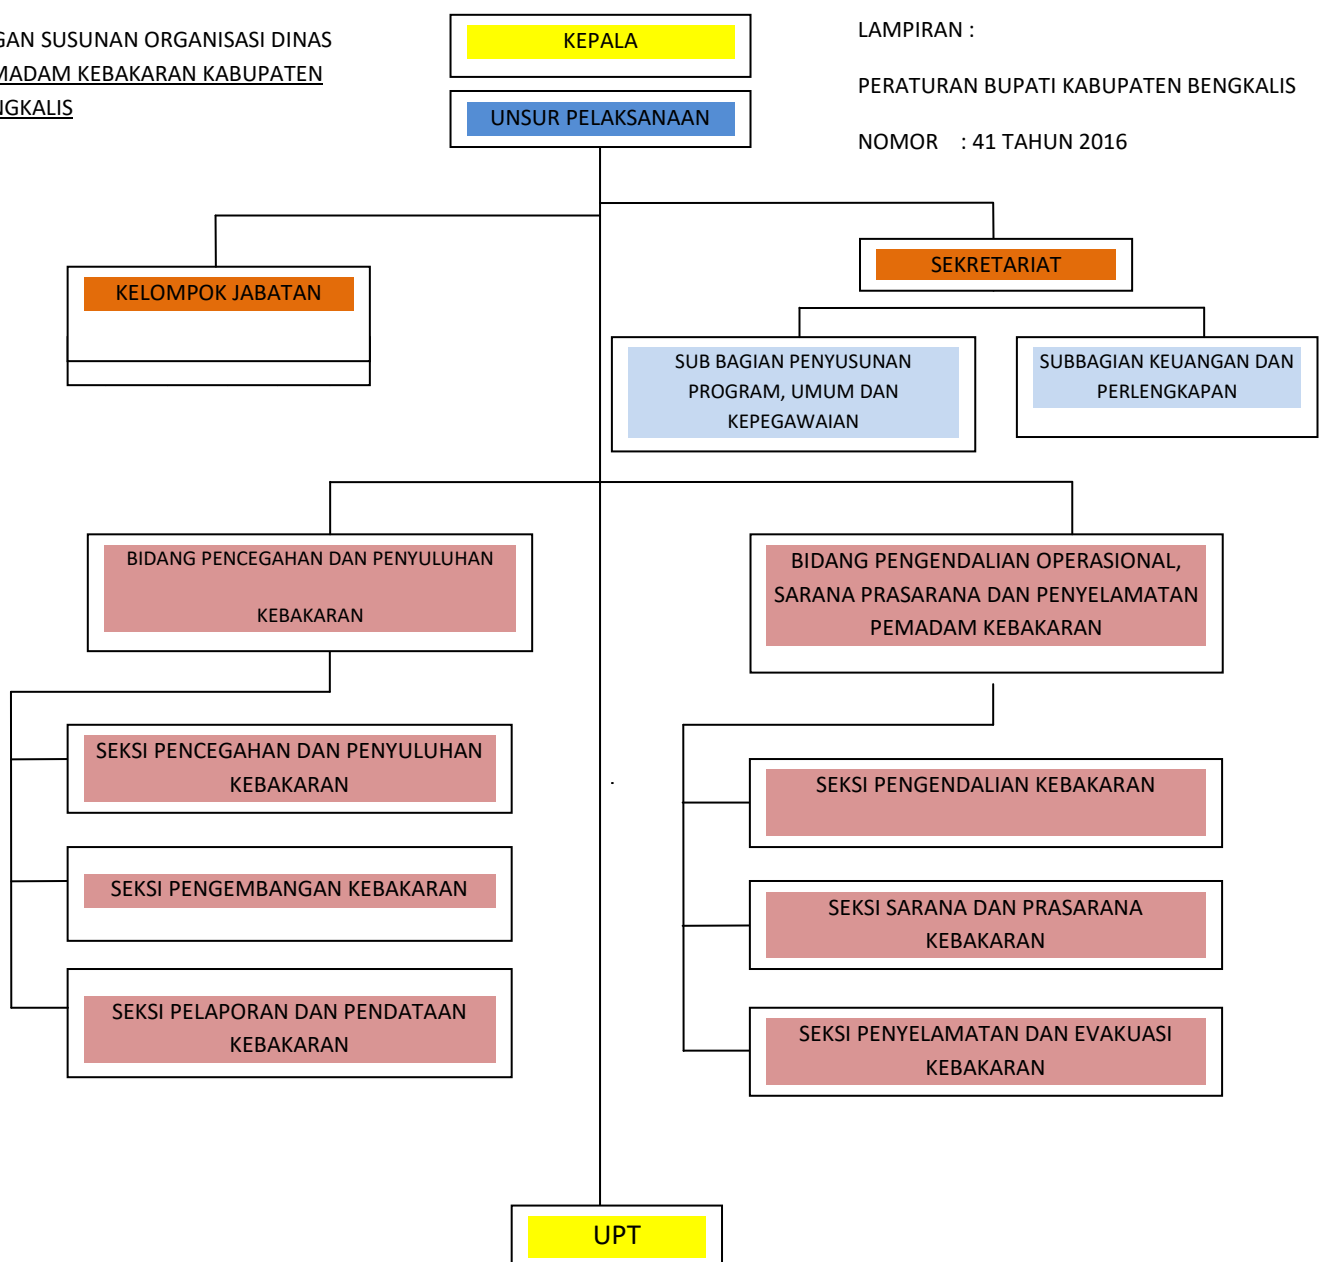 GAN SUSUNAN ORGANISASI DINAS
MADAM KEBAKARAN KABUPATEN
NGKALIS
KEPALA
UNSUR PELAKSANAAN
LAMPIRAN :
PERATURAN BUPATI KABUPATEN BENGKALIS
NOMOR : 41 TAHUN 2016
KELOMPOK JABATAN
SEKRETARIAT
SUB BAGIAN PENYUSUNAN
PROGRAM, UMUM DAN
KEPEGAWAIAN
SUBBAGIAN KEUANGAN DAN
PERLENGKAPAN
BIDANG PENCEGAHAN DAN PENYULUHAN
KEBAKARAN
BIDANG PENGENDALIAN OPERASIONAL,
SARANA PRASARANA DAN PENYELAMATAN
PEMADAM KEBAKARAN
SEKSI PENCEGAHAN DAN PENYULUHAN
KEBAKARAN
SEKSI PENGEMBANGAN KEBAKARAN
SEKSI PELAPORAN DAN PENDATAAN
KEBAKARAN
.
SEKSI PENGENDALIAN KEBAKARAN
SEKSI SARANA DAN PRASARANA
KEBAKARAN
SEKSI PENYELAMATAN DAN EVAKUASI
KEBAKARAN
UPT